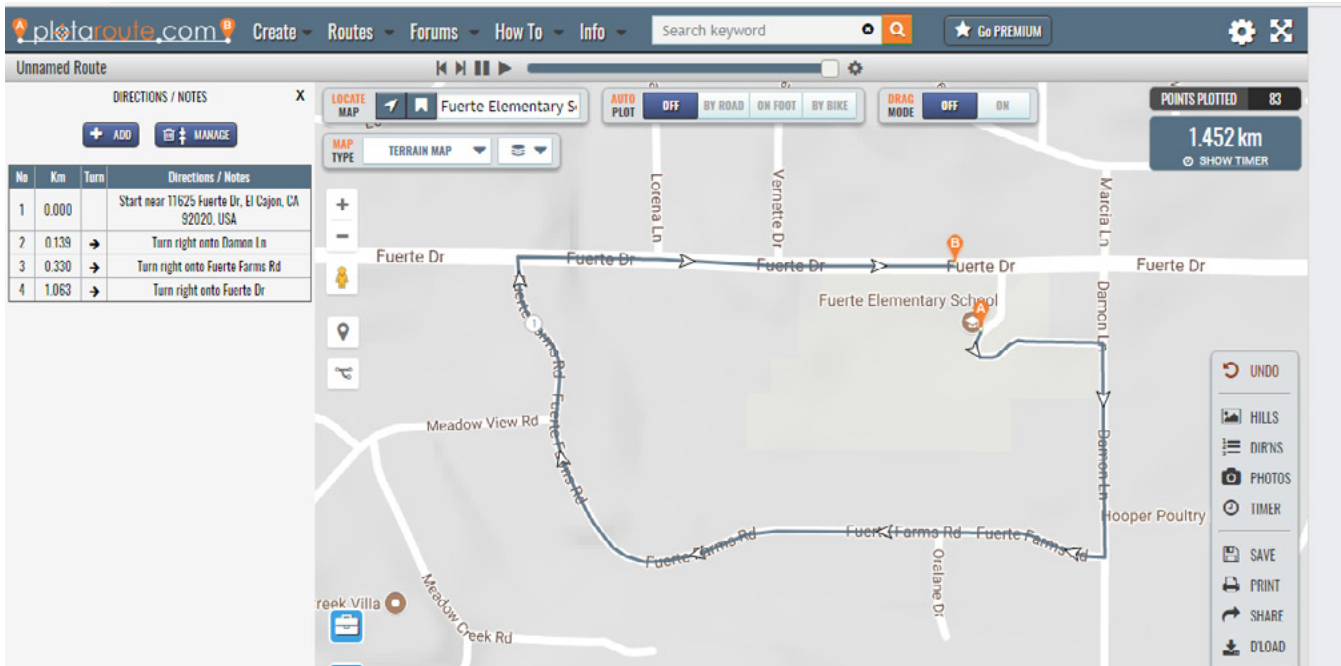 plotaroute.com Create Routes Forums How To Info Search keyword Go PREMIUM
Unnamed Route
DIRECTIONS / NOTES X
ADD MANAGE
No Km Turn Directions / Notes
1 0.000 Start near 11625 Fuerte Dr, El Cajon, CA
92020, USA
2 0.139 → Turn right onto Damon Ln
3 0.330 → Turn right onto Fuerte Farms Rd
4 1.063 → Turn right onto Fuerte Dr
LOCATE
MAP
Fuerte Elementary S
AUTO
PLOT
OFF BY ROAD ON FOOT BY BIKE
DRAG
MODE
OFF ON
POINTS PLOTTED 83
1.452 km
SHOW TIMER
MAP
TYPE
TERRAIN MAP
+
−
Lorena Ln
Vernette Dr
Marcia Ln
Fuerte Dr
Fuerte Dr
Fuerte Dr
Fuerte Dr
Fuerte Dr
B
Fuerte Elementary School
A
Damon Ln
1
Fuerte Farms Rd
Fuerte Farms Rd
Meadow View Rd
Damon Ln
Hooper Poultry
Fuerte Farms Rd
Fuerte Farms Rd
Fuerte Farms Rd
Oralane Dr
reek Villa
Meadow Creek Rd
UNDO
HILLS
DIR'NS
PHOTOS
TIMER
SAVE
PRINT
SHARE
D'LOAD